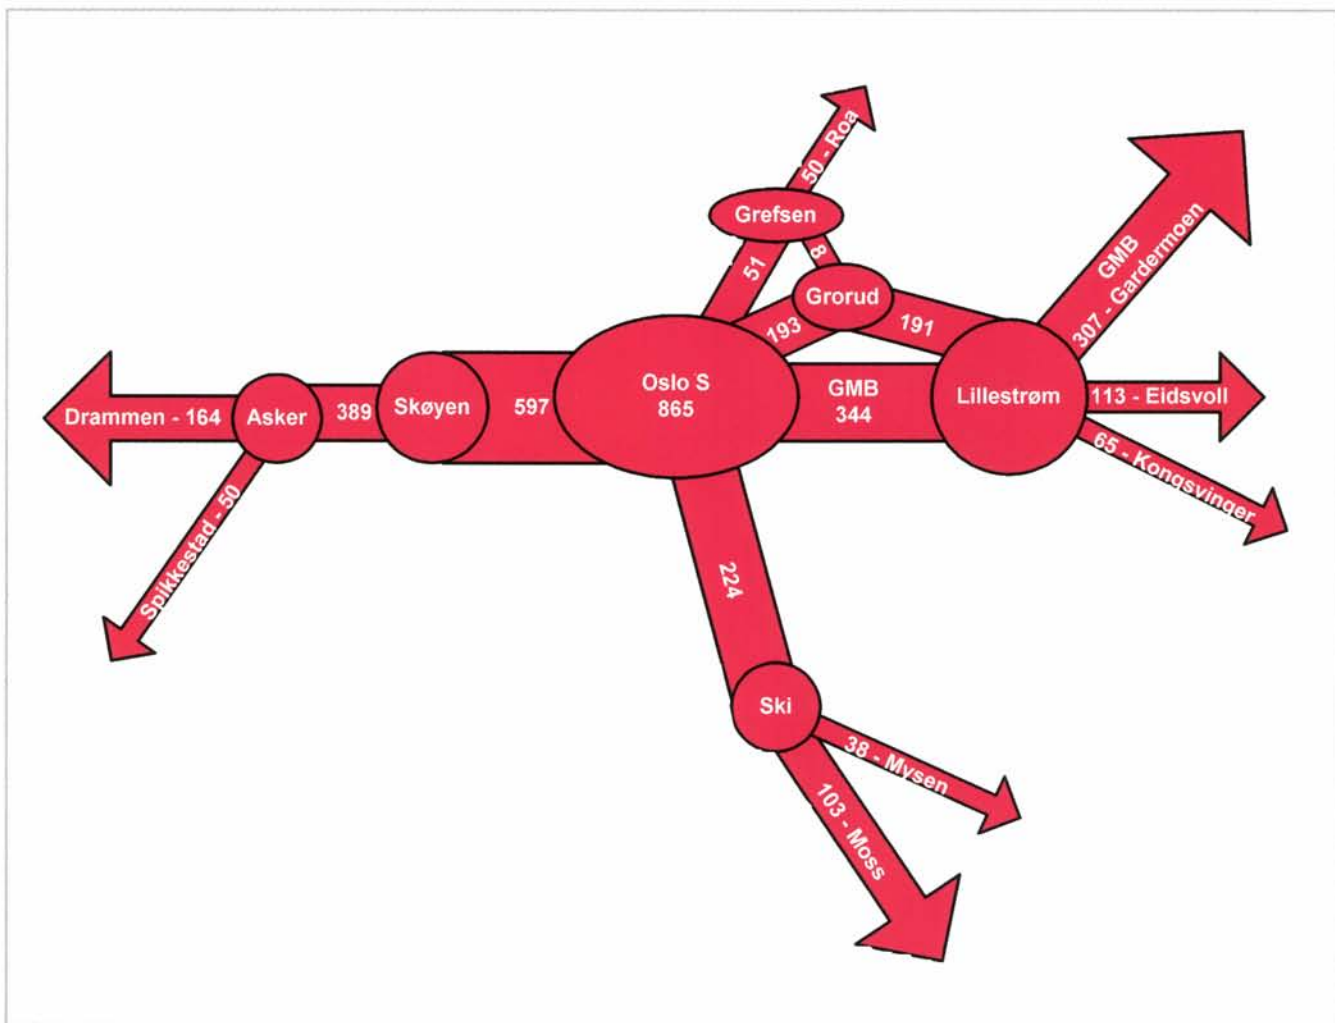 50 - Roa
Grefsen
51
8
Grorud
193
191
GMB
307 - Gardermoen
Drammen - 164
Asker
389
Skøyen
597
Oslo S
865
GMB
344
Lillestrøm
113 - Eidsvoll
65 - Kongsvinger
Spikkestad - 50
224
Ski
38 - Mysen
103 - Moss